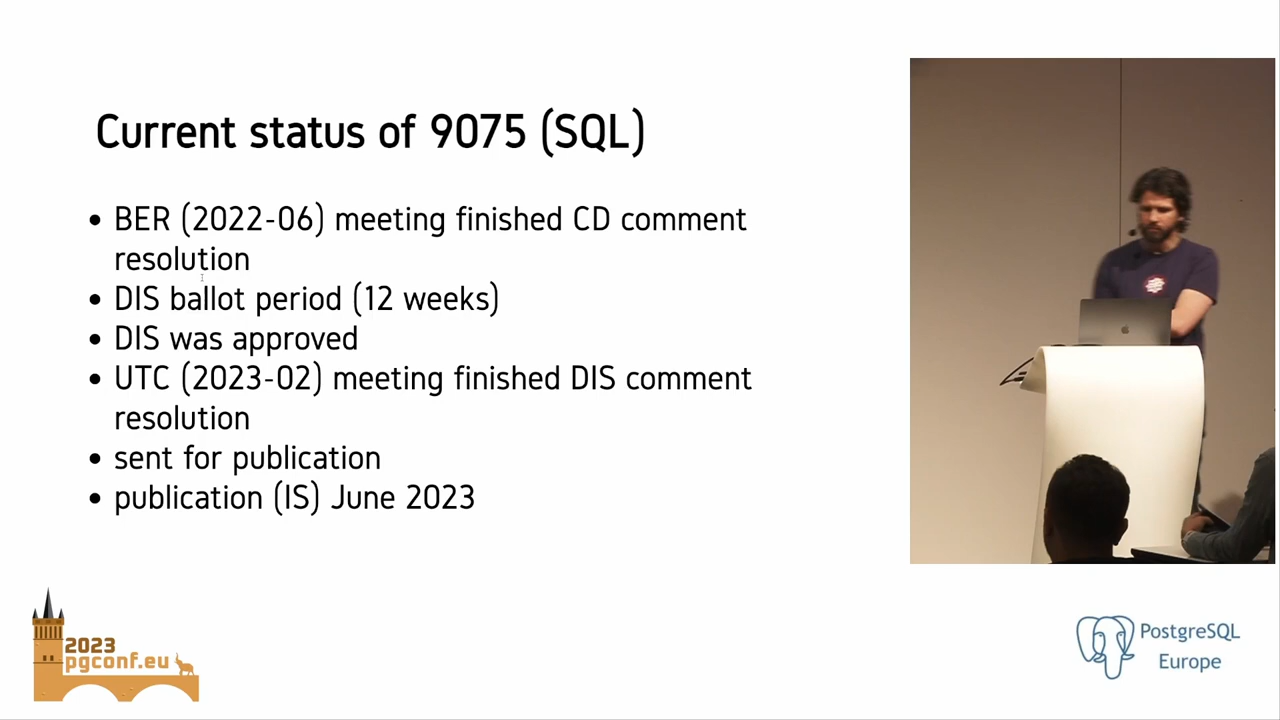 Current status of 9075 (SQL)
• BER (2022-06) meeting finished CD comment
resolution
• DIS ballot period (12 weeks)
• DIS was approved
• UTC (2023-02) meeting finished DIS comment
resolution
• sent for publication
• publication (IS) June 2023
2023
pgconf.eu
PostgreSQL
Europe